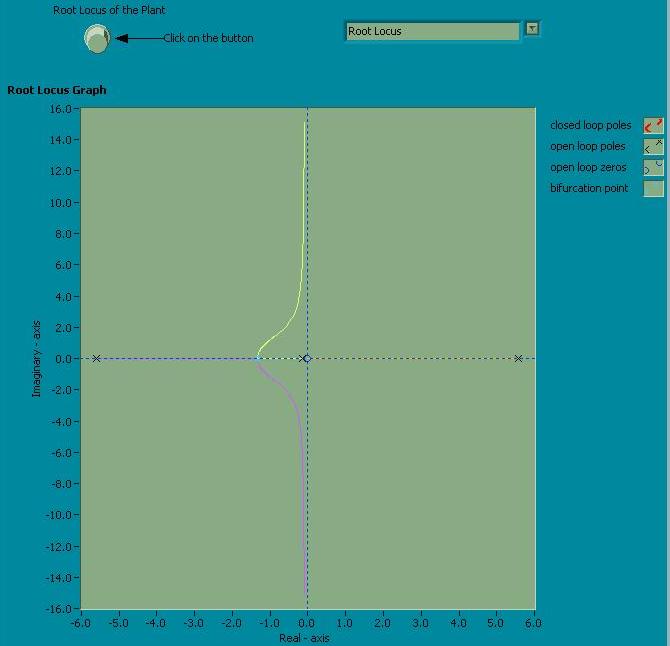 Root Locus of the Plant
Click on the button
Root Locus
Root Locus Graph
closed loop poles
open loop poles
open loop zeros
bifurcation point
Imaginary - axis
16.0
14.0
12.0
10.0
8.0
6.0
4.0
2.0
0.0
-2.0
-4.0
-6.0
-8.0
-10.0
-12.0
-14.0
-16.0
-6.0 -5.0 -4.0 -3.0 -2.0 -1.0 0.0 1.0 2.0 3.0 4.0 5.0 6.0
Real - axis